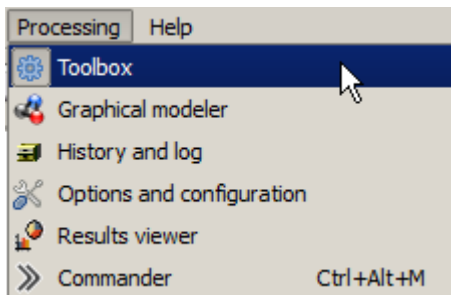 Processing Help
Toolbox
Graphical modeler
History and log
Options and configuration
Results viewer
Commander Ctrl+Alt+M